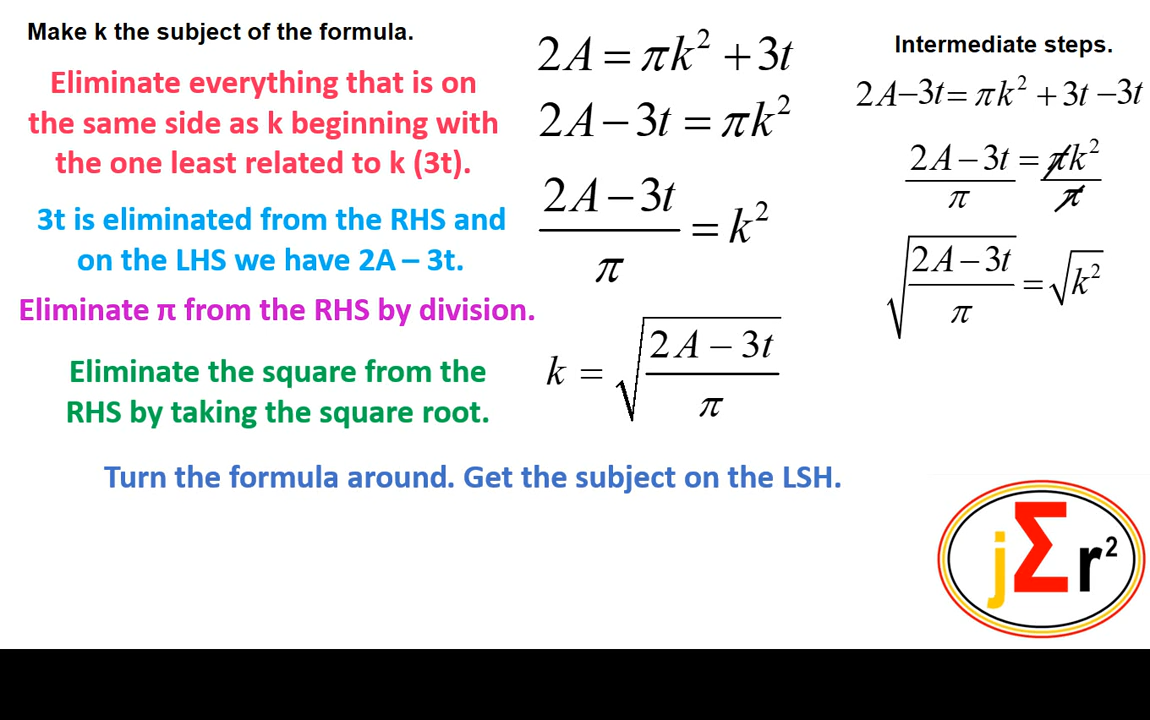 Make k the subject of the formula.
Eliminate everything that is on
the same side as k beginning with
the one least related to k (3t).
3t is eliminated from the RHS and
on the LHS we have 2A – 3t.
Eliminate π from the RHS by division.
Eliminate the square from the
RHS by taking the square root.
2A = πk² + 3t
2A − 3t = πk²
(2A − 3t)/π = k²
k = √((2A − 3t)/π)
Intermediate steps.
2A−3t = πk² + 3t −3t
(2A − 3t)/π = πk²/π
√((2A − 3t)/π) = √(k²)
Turn the formula around. Get the subject on the LSH.
jΣr²